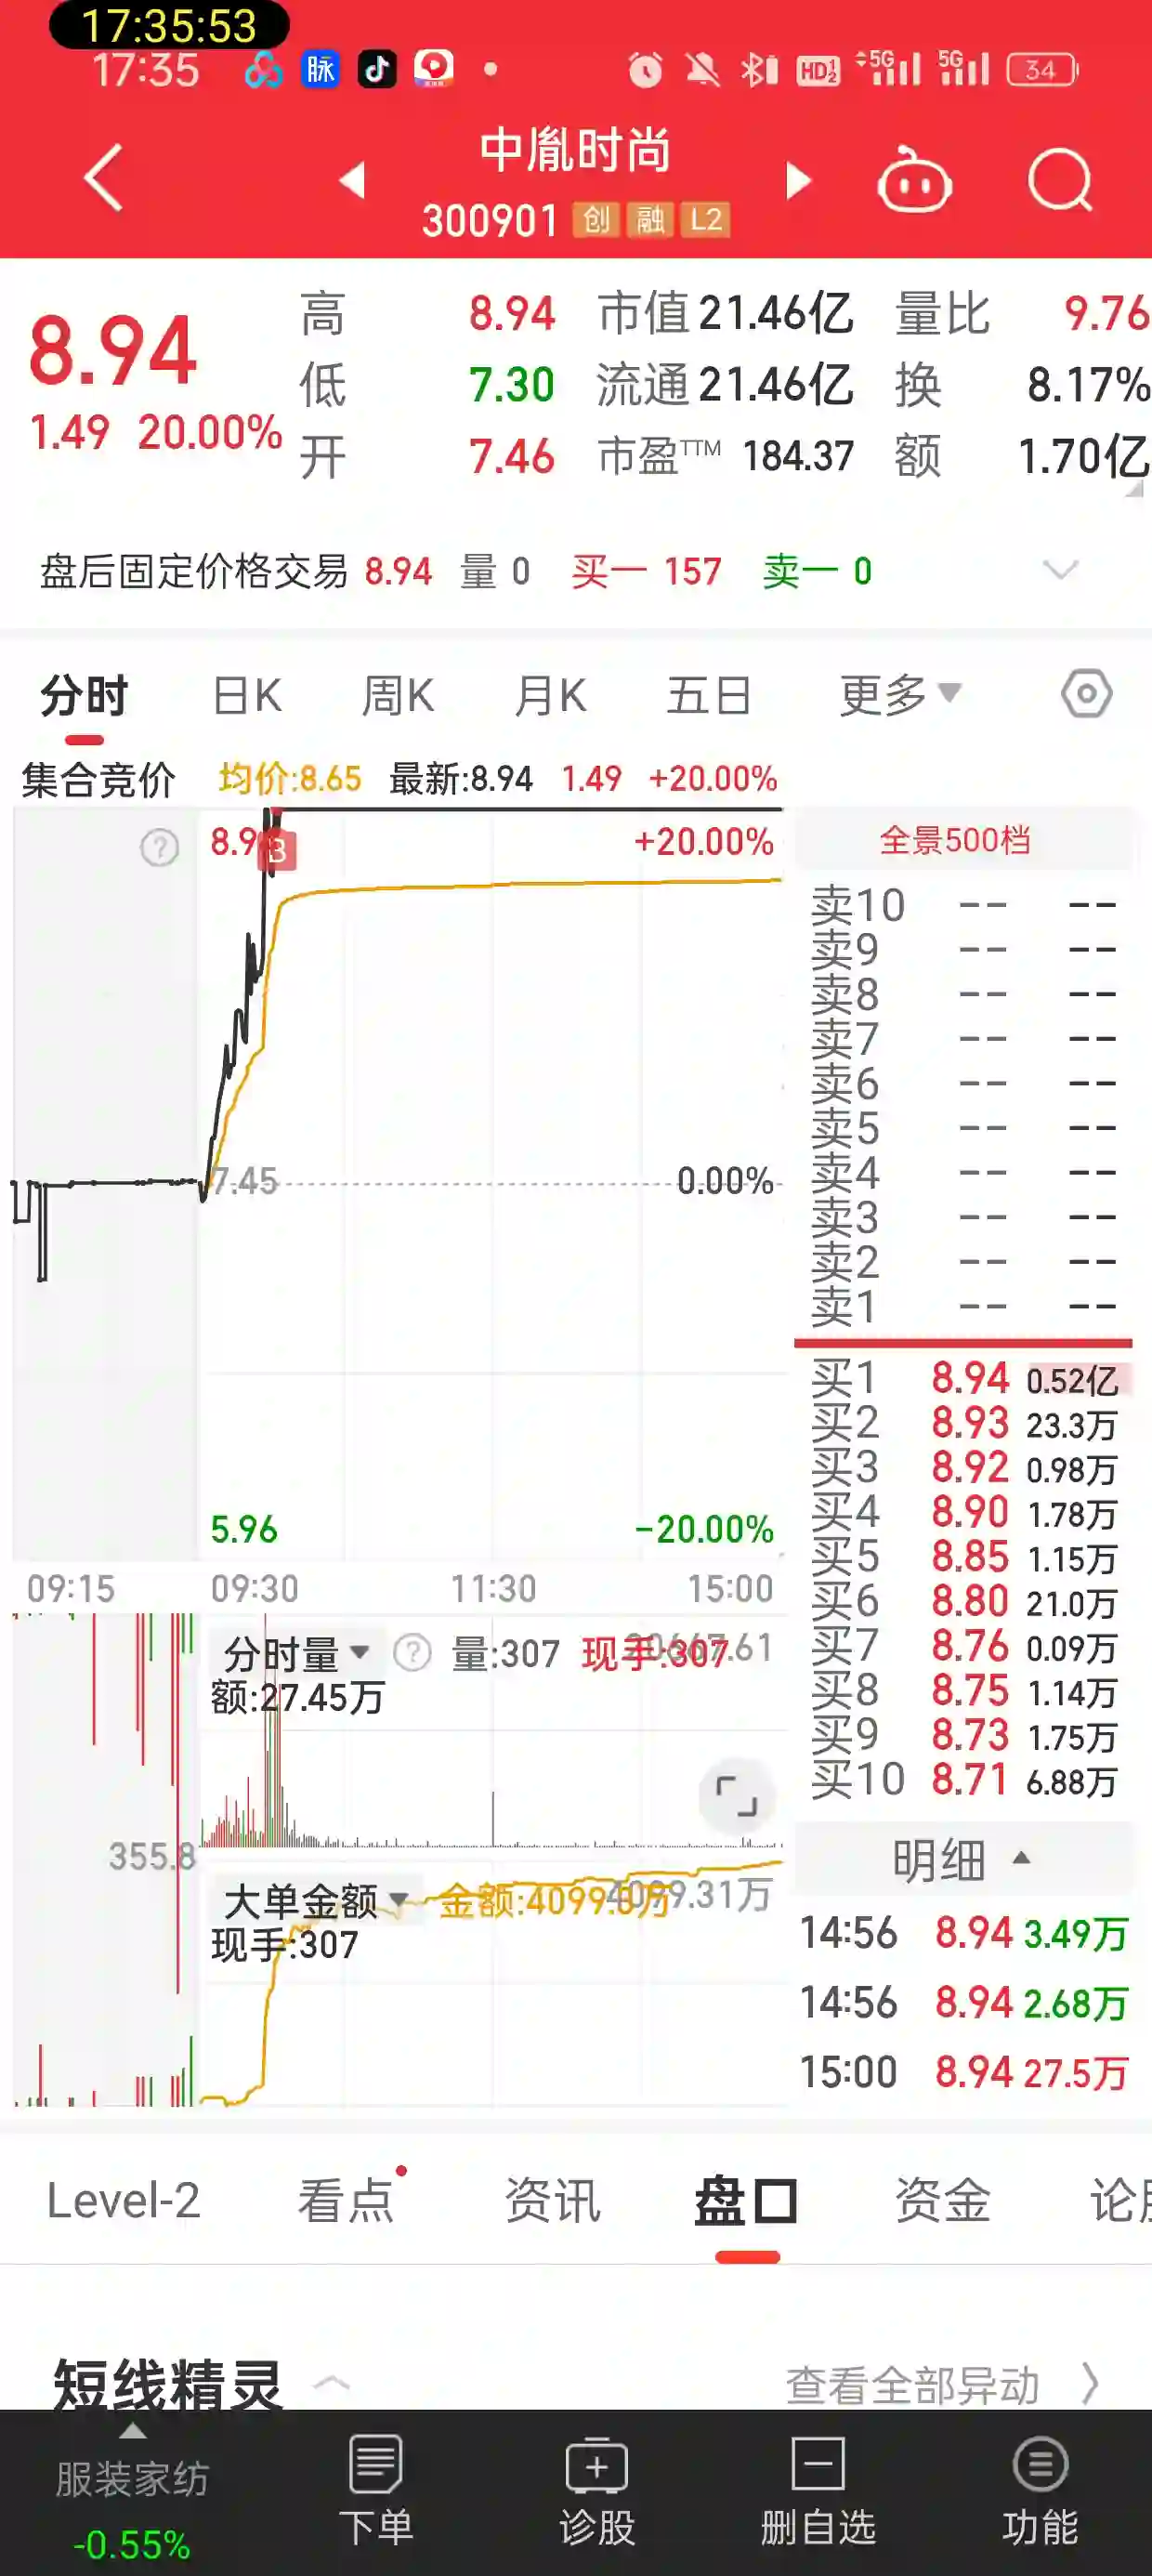 17:35:53
17:35 脉 HD 5G 5G 34
中胤时尚
300901 创 融 L2
8.94 高 8.94 市值 21.46亿 量比 9.76
低 7.30 流通 21.46亿 换 8.17%
1.49 20.00% 开 7.46 市盈TTM 184.37 额 1.70亿
盘后固定价格交易 8.94 量 0 买一 157 卖一 0
分时 日K 周K 月K 五日 更多
集合竞价 均价:8.65 最新:8.94 1.49 +20.00%
8.9 B +20.00%
7.45 0.00%
5.96 -20.00%
09:15 09:30 11:30 15:00
分时量 ? 量:307 现手:307
额:27.45万
355.8
大单金额 4099.31万
现手:307
全景500档
卖10 -- --
卖9 -- --
卖8 -- --
卖7 -- --
卖6 -- --
卖5 -- --
卖4 -- --
卖3 -- --
卖2 -- --
卖1 -- --
买1 8.94 0.52亿
买2 8.93 23.3万
买3 8.92 0.98万
买4 8.90 1.78万
买5 8.85 1.15万
买6 8.80 21.0万
买7 8.76 0.09万
买8 8.75 1.14万
买9 8.73 1.75万
买10 8.71 6.88万
明细
14:56 8.94 3.49万
14:56 8.94 2.68万
15:00 8.94 27.5万
Level-2 看点 资讯 盘口 资金
短线精灵 查看全部异动
服装家纺 下单 诊股 删自选 功能
-0.55%